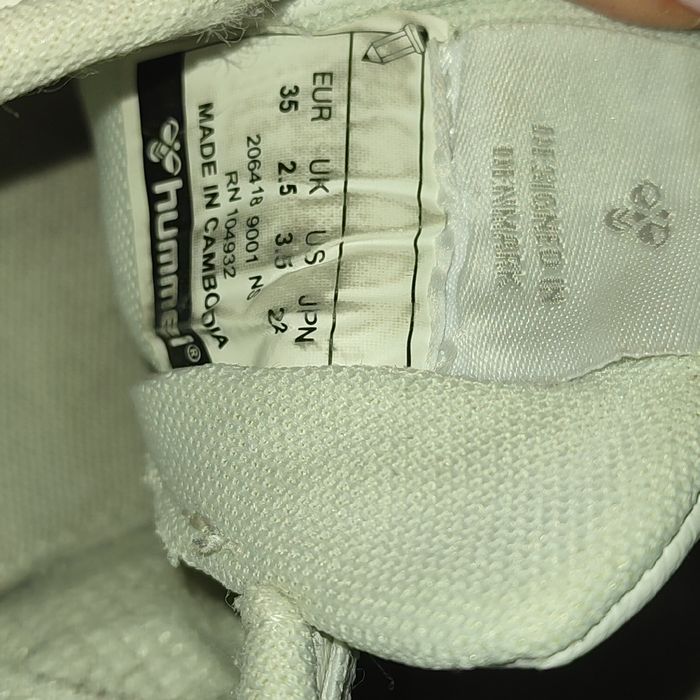 EUR UK US JPN
35 2.5 3.5 22
206418 9001 N6
RN 104932
MADE IN CAMBODIA
hummel®
DESIGNED IN
DENMARK